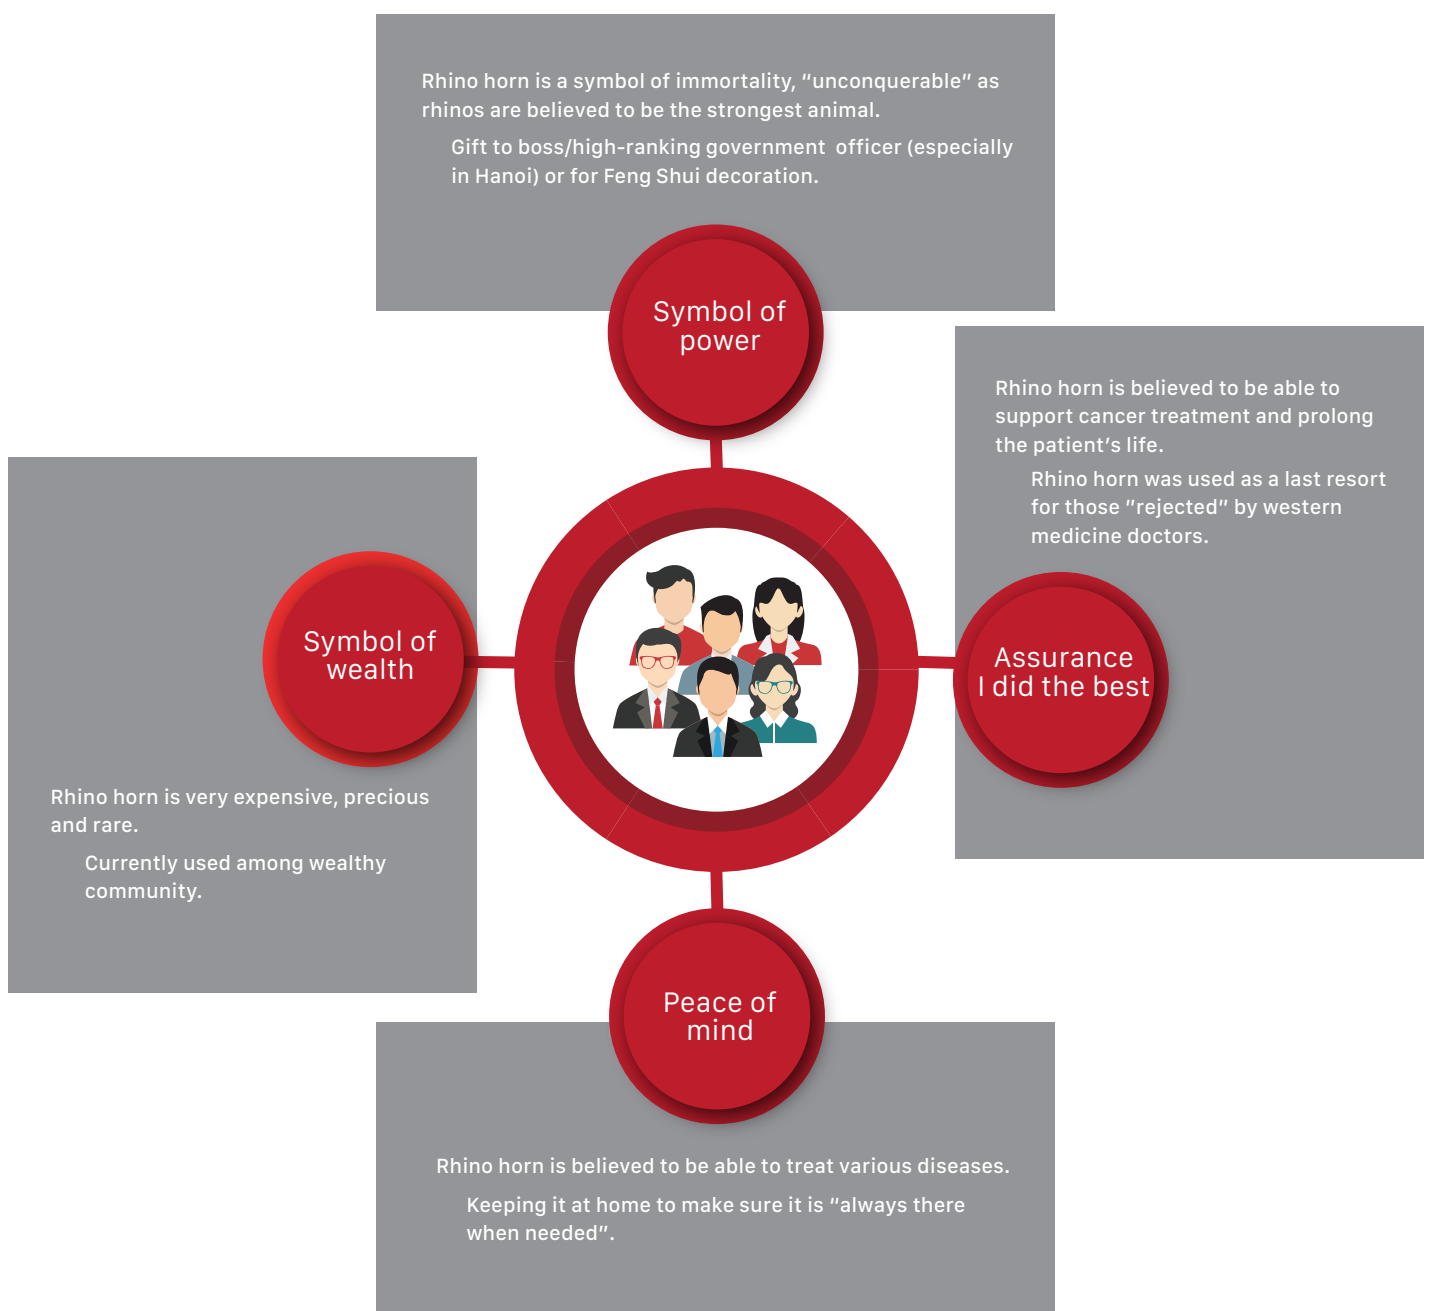 Rhino horn is a symbol of immortality, “unconquerable” as
rhinos are believed to be the strongest animal.
Gift to boss/high-ranking government officer (especially
in Hanoi) or for Feng Shui decoration.
Symbol of
power
Rhino horn is believed to be able to
support cancer treatment and prolong
the patient’s life.
Rhino horn was used as a last resort
for those “rejected” by western
medicine doctors.
Assurance
I did the best
Symbol of
wealth
Rhino horn is very expensive, precious
and rare.
Currently used among wealthy
community.
Peace of
mind
Rhino horn is believed to be able to treat various diseases.
Keeping it at home to make sure it is “always there
when needed”.